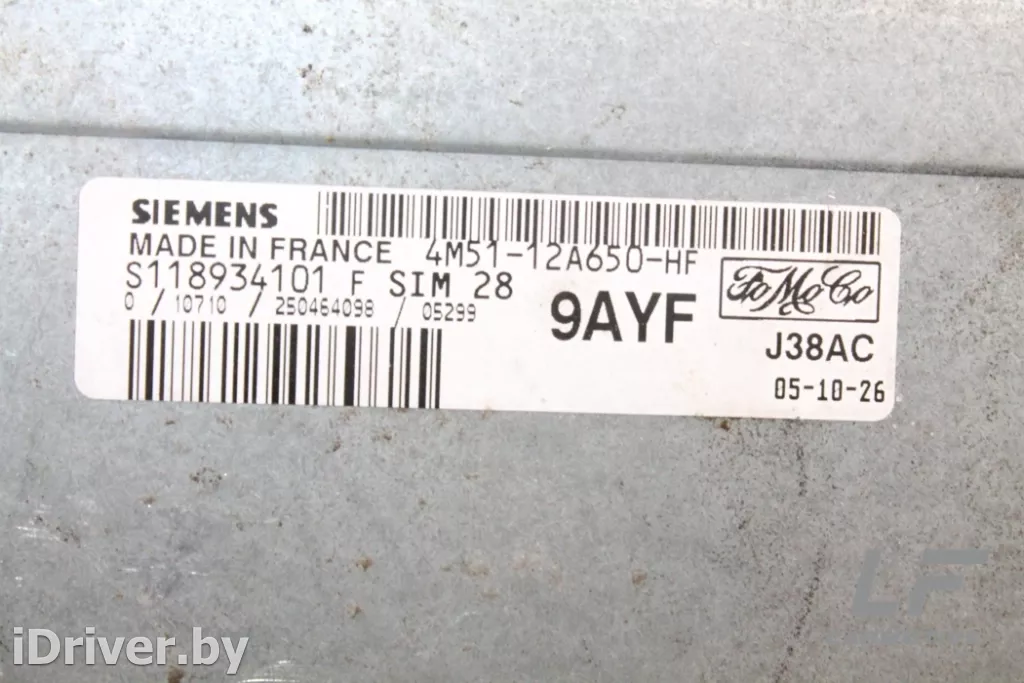 SIEMENS
MADE IN FRANCE 4M51-12A650-HF
S118934101 F SIM 28
0 / 10710 / 250464098 / 05299
9AYF
FoMoCo
J38AC
05-10-26
LF
iDriver.by